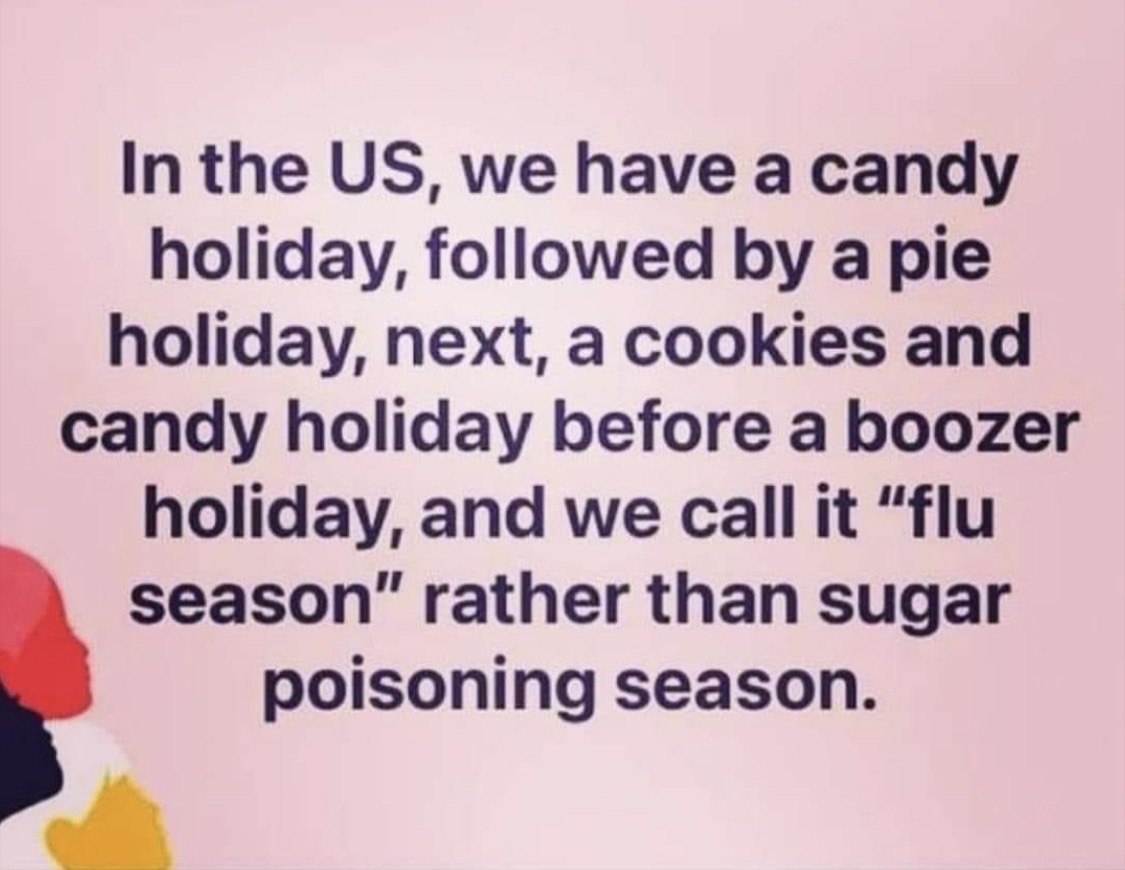 In the US, we have a candy
holiday, followed by a pie
holiday, next, a cookies and
candy holiday before a boozer
holiday, and we call it “flu
season” rather than sugar
poisoning season.